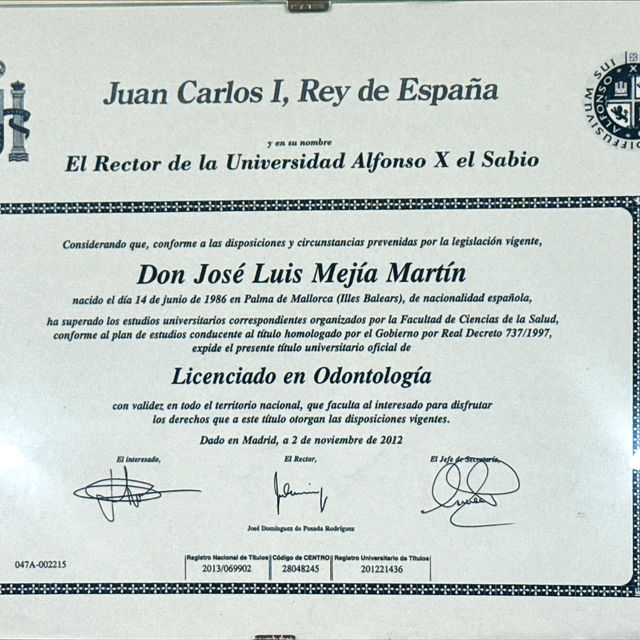 Juan Carlos I, Rey de España
y en su nombre
El Rector de la Universidad Alfonso X el Sabio
DIFFUSIVUM SUI
ALFONSO X
Considerando que, conforme a las disposiciones y circunstancias prevenidas por la legislación vigente,
Don José Luis Mejía Martín
nacido el día 14 de junio de 1986 en Palma de Mallorca (Illes Balears), de nacionalidad española,
ha superado los estudios universitarios correspondientes organizados por la Facultad de Ciencias de la Salud,
conforme al plan de estudios conducente al título homologado por el Gobierno por Real Decreto 737/1997,
expide el presente título universitario oficial de
Licenciado en Odontología
con validez en todo el territorio nacional, que faculta al interesado para disfrutar
los derechos que a este título otorgan las disposiciones vigentes.
Dado en Madrid, a 2 de noviembre de 2012
El interesado, El Rector, El Jefe de Secretaría,
José Domínguez de Posada Rodríguez
Registro Nacional de Títulos Código de CENTRO Registro Universitario de Títulos
047A-002215 2013/069902 28048245 201221436